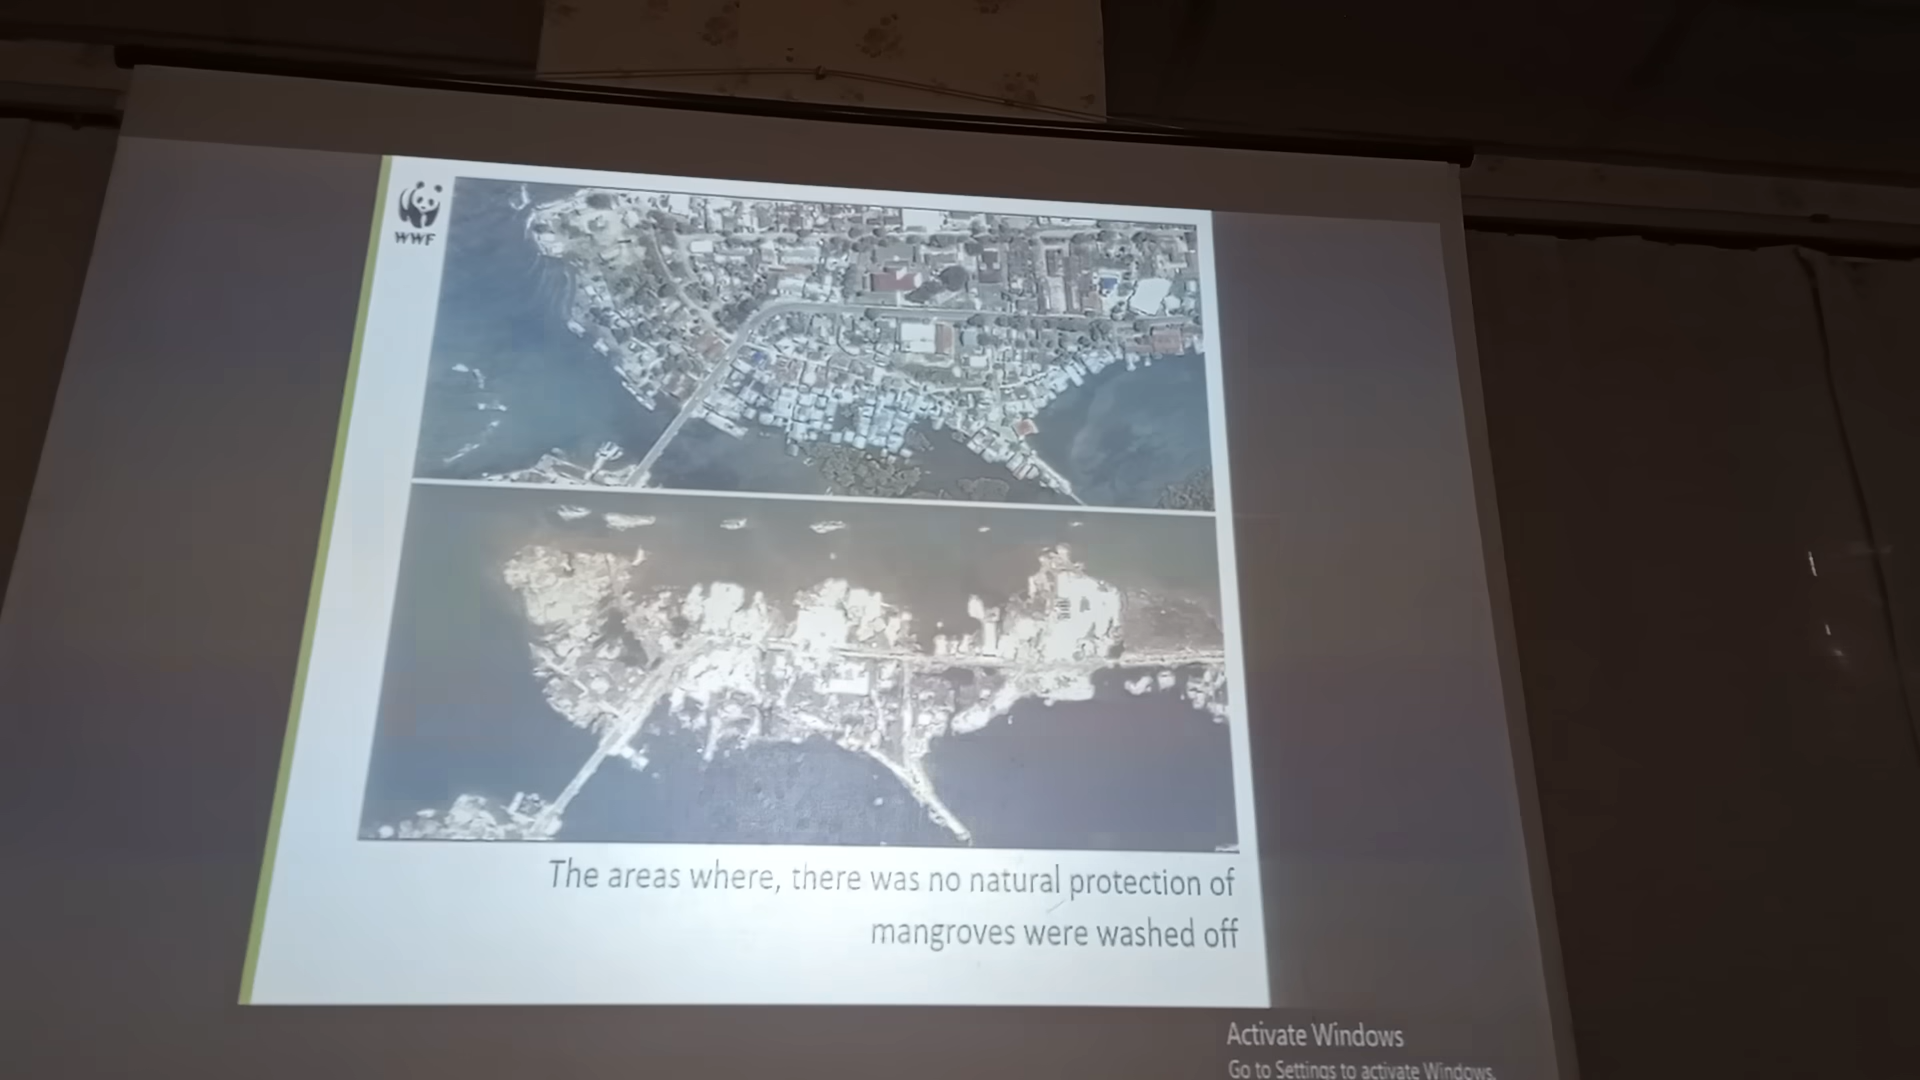 WWF
The areas where, there was no natural protection of
mangroves were washed off
Activate Windows
Go to Settings to activate Windows.